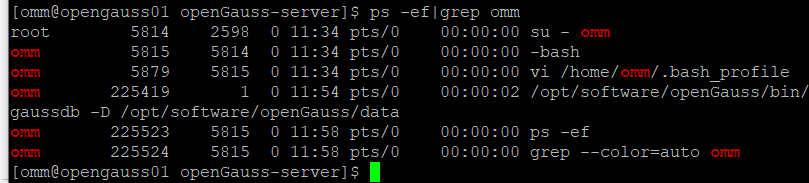 [omm@opengauss01 openGauss-server]$ ps -ef|grep omm
root 5814 2598 0 11:34 pts/0 00:00:00 su - omm
omm 5815 5814 0 11:34 pts/0 00:00:00 -bash
omm 5879 5815 0 11:34 pts/0 00:00:00 vi /home/omm/.bash_profile
omm 225419 1 0 11:54 pts/0 00:00:02 /opt/software/openGauss/bin/
gaussdb -D /opt/software/openGauss/data
omm 225523 5815 0 11:58 pts/0 00:00:00 ps -ef
omm 225524 5815 0 11:58 pts/0 00:00:00 grep --color=auto omm
[omm@opengauss01 openGauss-server]$